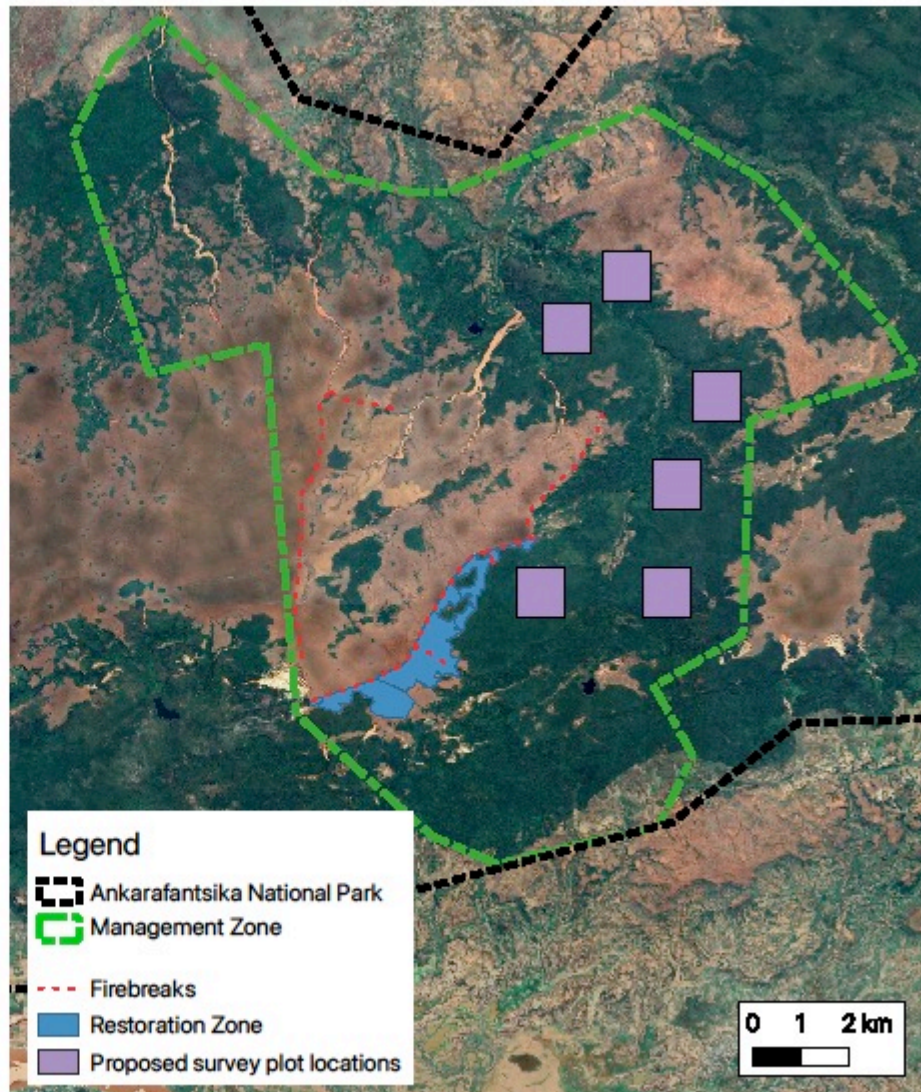 Legend
Ankarafantsika National Park
Management Zone
Firebreaks
Restoration Zone
Proposed survey plot locations
0 1 2 km